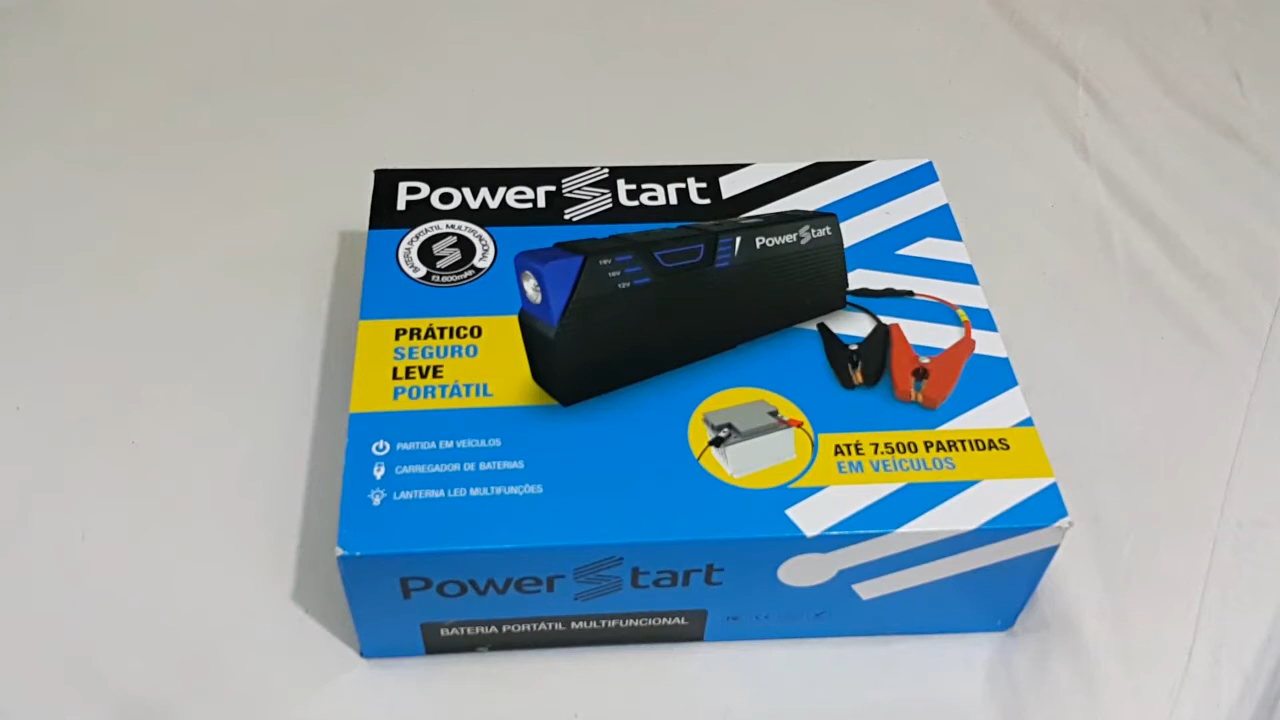 Power Start
BATERIA PORTÁTIL MULTIFUNCIONAL
13.600mAh
Power Start
19V
16V
12V
PRÁTICO
SEGURO
LEVE
PORTÁTIL
PARTIDA EM VEÍCULOS
CARREGADOR DE BATERIAS
LANTERNA LED MULTIFUNÇÕES
ATÉ 7.500 PARTIDAS
EM VEÍCULOS
Power Start
BATERIA PORTÁTIL MULTIFUNCIONAL